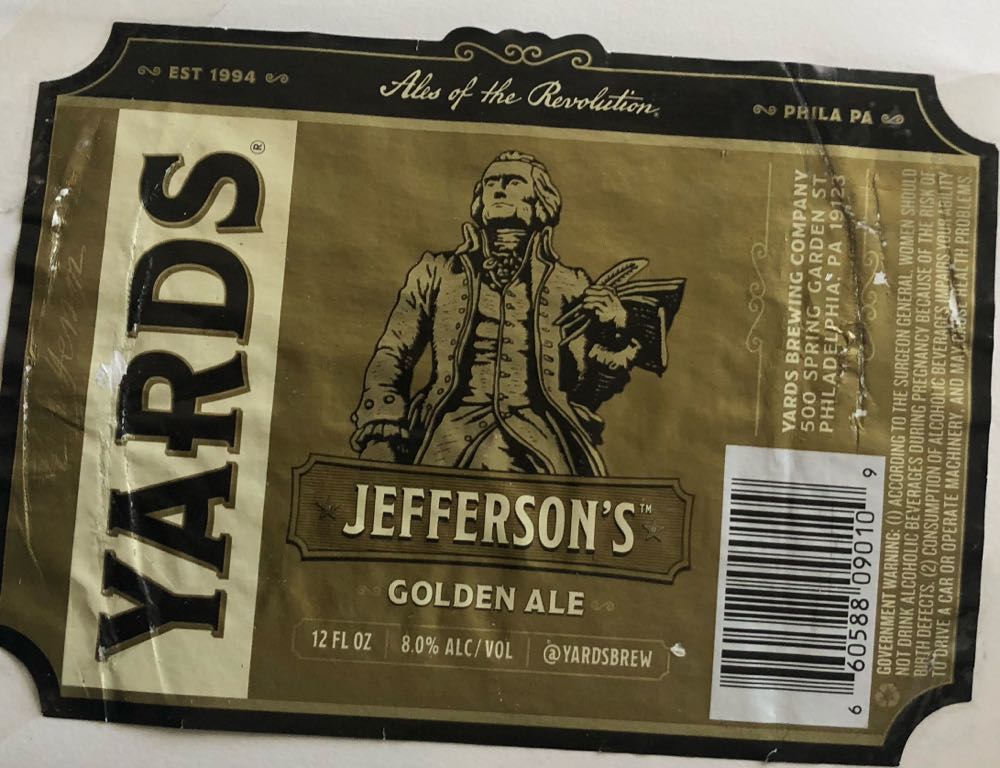 EST 1994
Ales of the Revolution.
PHILA PA
YARDS®
JEFFERSON'S™
GOLDEN ALE
12 FL OZ | 8.0% ALC/VOL | @YARDSBREW
YARDS BREWING COMPANY
500 SPRING GARDEN ST.
PHILADELPHIA, PA 19123
6 60588 09010 9
GOVERNMENT WARNING: (1) ACCORDING TO THE SURGEON GENERAL, WOMEN SHOULD
NOT DRINK ALCOHOLIC BEVERAGES DURING PREGNANCY BECAUSE OF THE RISK OF
BIRTH DEFECTS. (2) CONSUMPTION OF ALCOHOLIC BEVERAGES IMPAIRS YOUR ABILITY
TO DRIVE A CAR OR OPERATE MACHINERY, AND MAY CAUSE HEALTH PROBLEMS